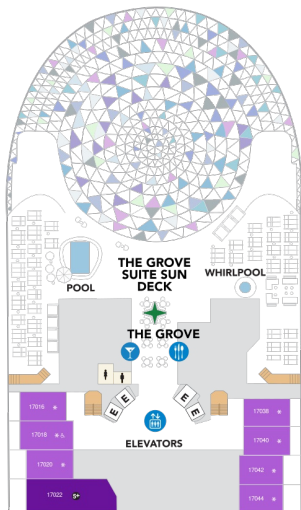 THE GROVE
SUITE SUN
DECK
WHIRLPOOL
POOL
THE GROVE
E
E
E
E
ELEVATORS
17016 *
17038 *
17018 *
17040 *
17020 *
17042 *
17022 S+
17044 *